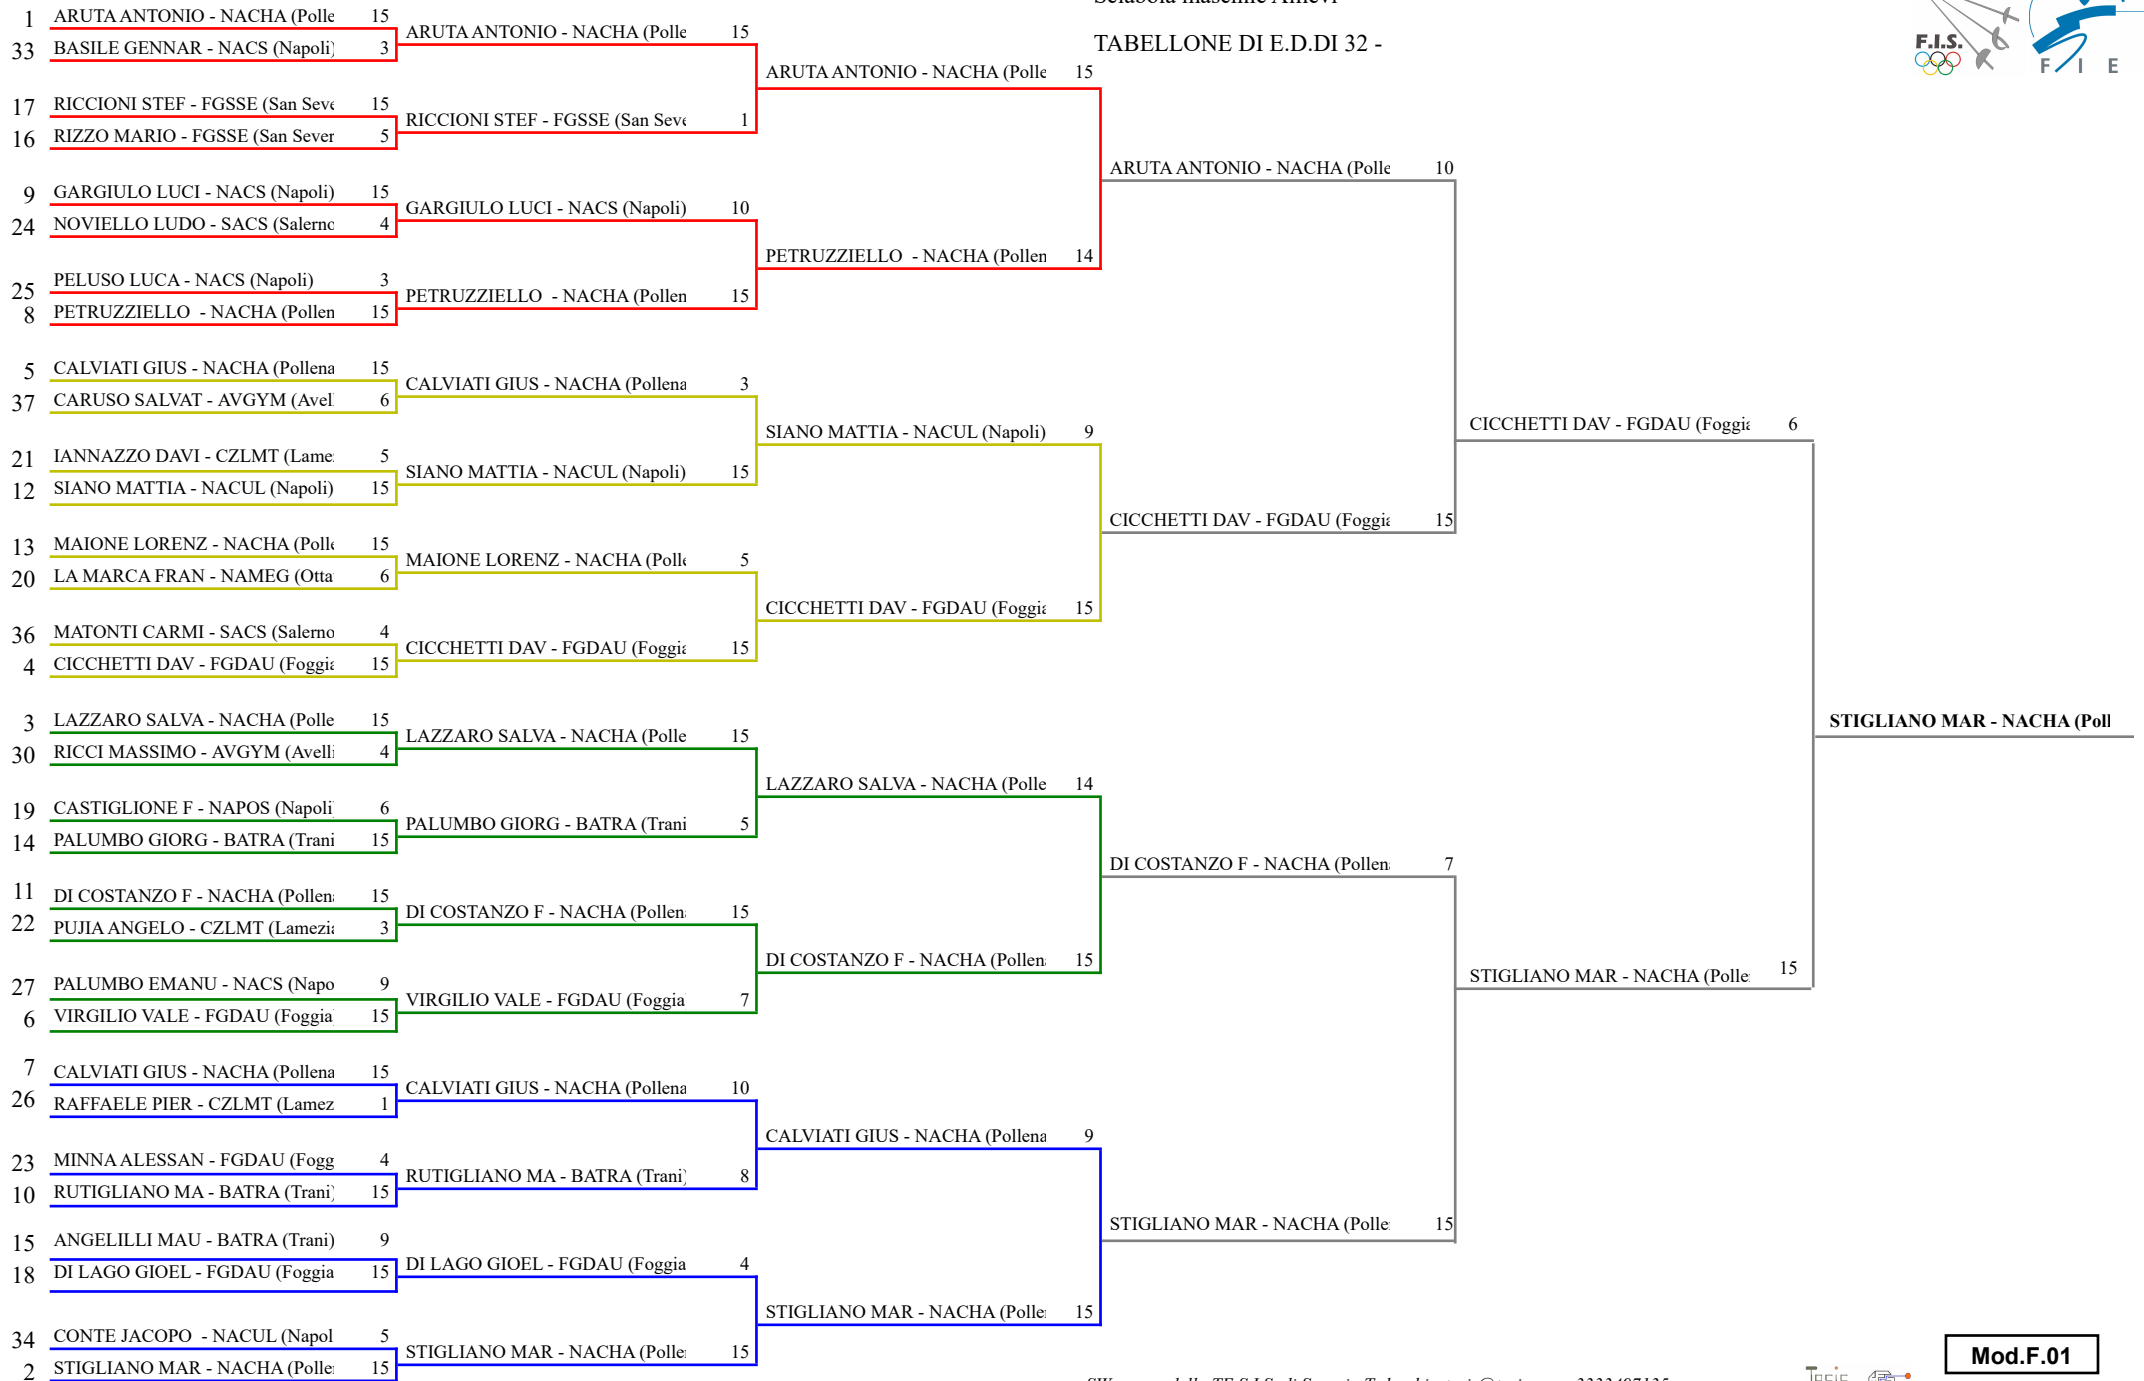 Sciabola maschile Allievi
TABELLONE DI E.D.DI 32 -
F.I.S.
F I E
1 ARUTA ANTONIO - NACHA (Polle 15
33 BASILE GENNAR - NACS (Napoli) 3
17 RICCIONI STEF - FGSSE (San Seve 15
16 RIZZO MARIO - FGSSE (San Sever 5
9 GARGIULO LUCI - NACS (Napoli) 15
24 NOVIELLO LUDO - SACS (Salerno 4
25 PELUSO LUCA - NACS (Napoli) 3
8 PETRUZZIELLO - NACHA (Pollen 15
5 CALVIATI GIUS - NACHA (Pollena 15
37 CARUSO SALVAT - AVGYM (Avel 6
21 IANNAZZO DAVI - CZLMT (Lame 5
12 SIANO MATTIA - NACUL (Napoli) 15
13 MAIONE LORENZ - NACHA (Polle 15
20 LA MARCA FRAN - NAMEG (Otta 6
36 MATONTI CARMI - SACS (Salerno 4
4 CICCHETTI DAV - FGDAU (Foggia 15
3 LAZZARO SALVA - NACHA (Polle 15
30 RICCI MASSIMO - AVGYM (Avelli 4
19 CASTIGLIONE F - NAPOS (Napoli) 6
14 PALUMBO GIORG - BATRA (Trani 15
11 DI COSTANZO F - NACHA (Pollen 15
22 PUJIA ANGELO - CZLMT (Lamezia 3
27 PALUMBO EMANU - NACS (Napo 9
6 VIRGILIO VALE - FGDAU (Foggia 15
7 CALVIATI GIUS - NACHA (Pollena 15
26 RAFFAELE PIER - CZLMT (Lamez 1
23 MINNA ALESSAN - FGDAU (Fogg 4
10 RUTIGLIANO MA - BATRA (Trani) 15
15 ANGELILLI MAU - BATRA (Trani) 9
18 DI LAGO GIOEL - FGDAU (Foggia 15
34 CONTE JACOPO - NACUL (Napol 5
2 STIGLIANO MAR - NACHA (Polle 15
ARUTA ANTONIO - NACHA (Polle 15
RICCIONI STEF - FGSSE (San Seve 1
GARGIULO LUCI - NACS (Napoli) 10
PETRUZZIELLO - NACHA (Pollen 15
CALVIATI GIUS - NACHA (Pollena 3
SIANO MATTIA - NACUL (Napoli) 15
MAIONE LORENZ - NACHA (Polle 5
CICCHETTI DAV - FGDAU (Foggia 15
LAZZARO SALVA - NACHA (Polle 15
PALUMBO GIORG - BATRA (Trani 5
DI COSTANZO F - NACHA (Pollen 15
VIRGILIO VALE - FGDAU (Foggia 7
CALVIATI GIUS - NACHA (Pollena 10
RUTIGLIANO MA - BATRA (Trani) 8
DI LAGO GIOEL - FGDAU (Foggia 4
STIGLIANO MAR - NACHA (Polle 15
ARUTA ANTONIO - NACHA (Polle 15
PETRUZZIELLO - NACHA (Pollen 14
SIANO MATTIA - NACUL (Napoli) 9
CICCHETTI DAV - FGDAU (Foggia 15
LAZZARO SALVA - NACHA (Polle 14
DI COSTANZO F - NACHA (Pollen 15
CALVIATI GIUS - NACHA (Pollena 9
STIGLIANO MAR - NACHA (Polle 15
ARUTA ANTONIO - NACHA (Polle 10
CICCHETTI DAV - FGDAU (Foggia 15
DI COSTANZO F - NACHA (Pollen 7
STIGLIANO MAR - NACHA (Polle 15
CICCHETTI DAV - FGDAU (Foggia 6
STIGLIANO MAR - NACHA (Polle 15
STIGLIANO MAR - NACHA (Poll
Mod.F.01